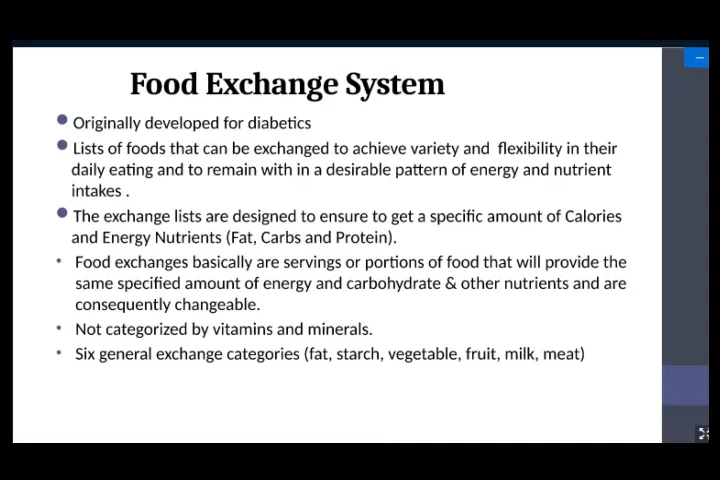 Food Exchange System
Originally developed for diabetics
Lists of foods that can be exchanged to achieve variety and flexibility in their
daily eating and to remain with in a desirable pattern of energy and nutrient
intakes .
The exchange lists are designed to ensure to get a specific amount of Calories
and Energy Nutrients (Fat, Carbs and Protein).
• Food exchanges basically are servings or portions of food that will provide the
same specified amount of energy and carbohydrate & other nutrients and are
consequently changeable.
• Not categorized by vitamins and minerals.
• Six general exchange categories (fat, starch, vegetable, fruit, milk, meat)